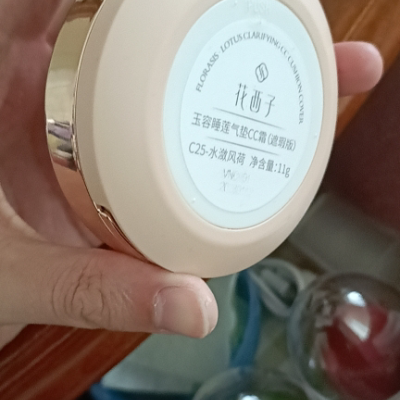 FLORASIS · LOTUS CLARIFYING CC CUSHION COVER
花西子
玉容睡莲气垫CC霜(遮瑕版)
C25-水潋风荷 净含量:11g